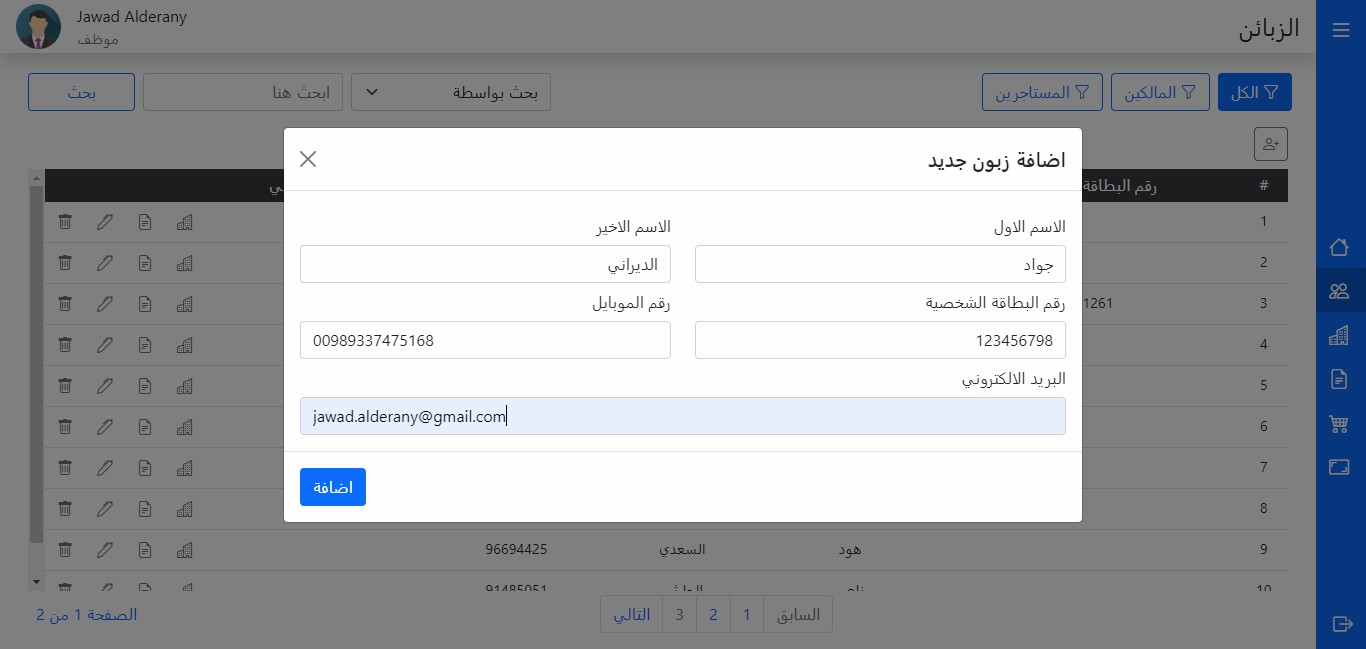 الزبائن
Jawad Alderany
موظف
الكل
المالكين
المستاجرين
بحث بواسطة
ابحث هنا
بحث
اضافة زبون جديد
# رقم البطاقة
الاسم الاول
الاسم الاخير
جواد
الديراني
رقم البطاقة الشخصية
رقم الموبايل
123456798
00989337475168
البريد الالكتروني
jawad.alderany@gmail.com
اضافة
1
2
3 1261
4
5
6
7
8
9 هود السعدي 96694425
10 91485051
السابق 1 2 3 التالي
الصفحة 1 من 2